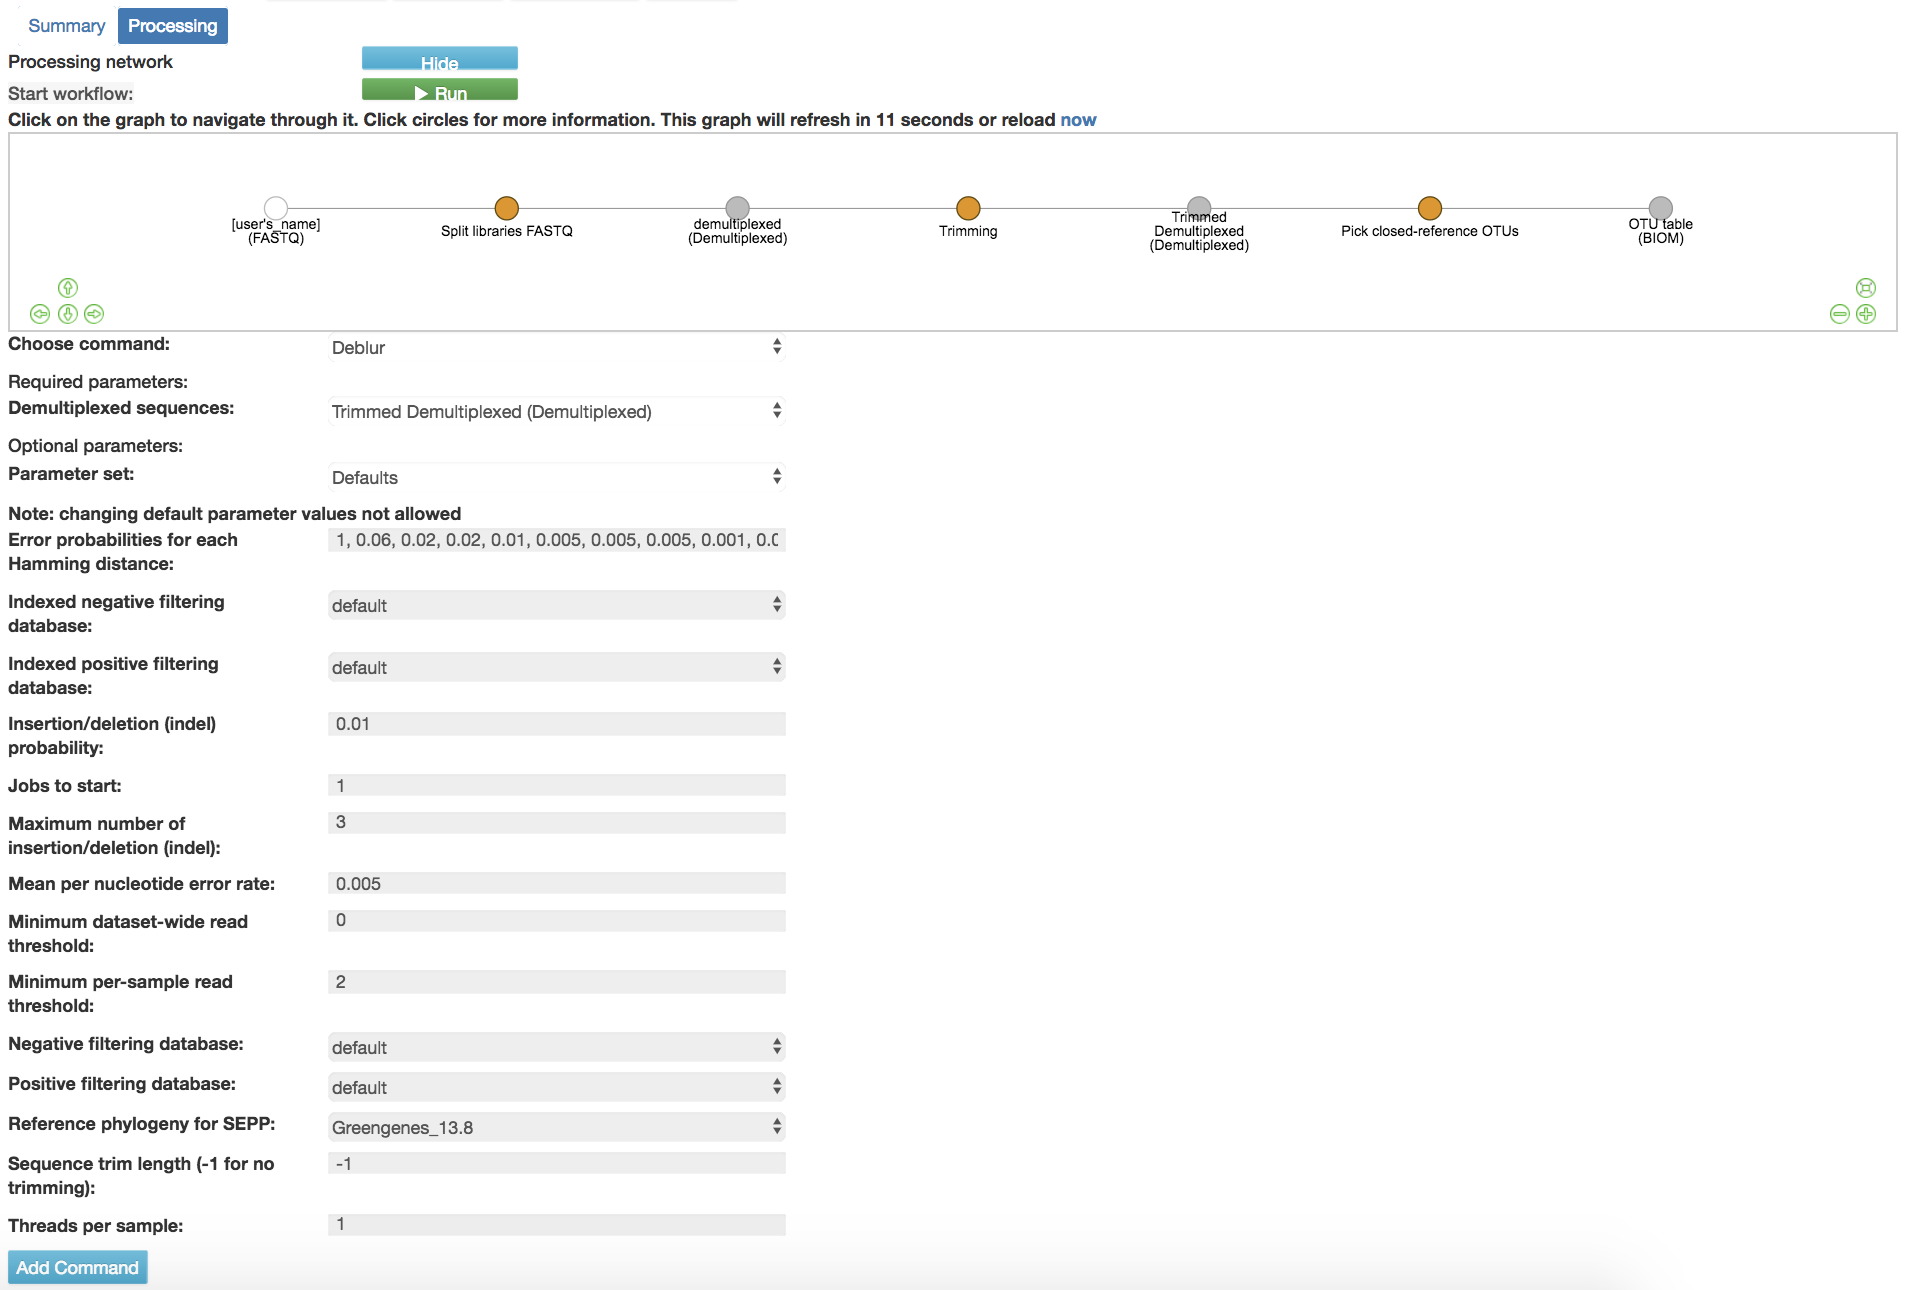 Summary Processing
Processing network Hide
Start workflow: Run
Click on the graph to navigate through it. Click circles for more information. This graph will refresh in 11 seconds or reload now
[user's_name]
(FASTQ)
Split libraries FASTQ
demultiplexed
(Demultiplexed)
Trimming
Trimmed
Demultiplexed
(Demultiplexed)
Pick closed-reference OTUs
OTU table
(BIOM)
Choose command: Deblur
Required parameters:
Demultiplexed sequences: Trimmed Demultiplexed (Demultiplexed)
Optional parameters:
Parameter set: Defaults
Note: changing default parameter values not allowed
Error probabilities for each
Hamming distance:
1, 0.06, 0.02, 0.02, 0.01, 0.005, 0.005, 0.005, 0.001,
Indexed negative filtering
database:
default
Indexed positive filtering
database:
default
Insertion/deletion (indel)
probability:
0.01
Jobs to start: 1
Maximum number of
insertion/deletion (indel):
3
Mean per nucleotide error rate: 0.005
Minimum dataset-wide read
threshold:
0
Minimum per-sample read
threshold:
2
Negative filtering database: default
Positive filtering database: default
Reference phylogeny for SEPP: Greengenes_13.8
Sequence trim length (-1 for no
trimming):
-1
Threads per sample: 1
Add Command